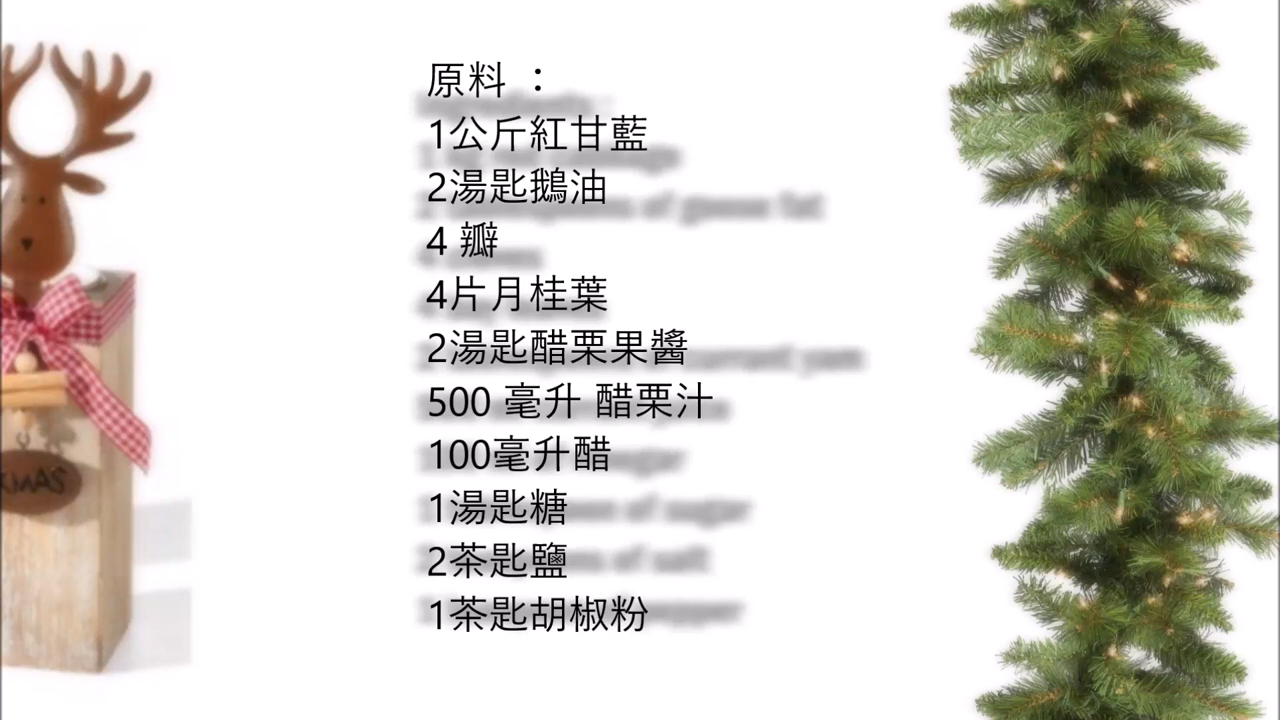 原料 ：
1公斤紅甘藍
2湯匙鵝油
4 瓣
4片月桂葉
2湯匙醋栗果醬
500 毫升 醋栗汁
100毫升醋
1湯匙糖
2茶匙鹽
1茶匙胡椒粉
XMAS